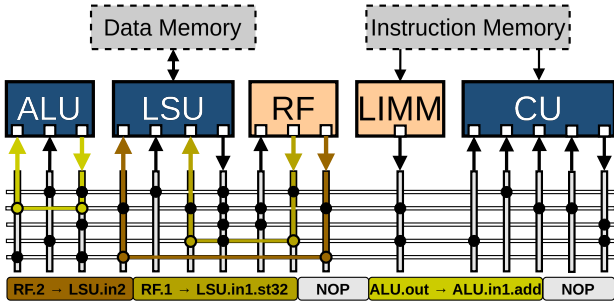 Data Memory
Instruction Memory
ALU
LSU
RF
LIMM
CU
RF.2 → LSU.in2
RF.1 → LSU.in1.st32
NOP
ALU.out → ALU.in1.add
NOP